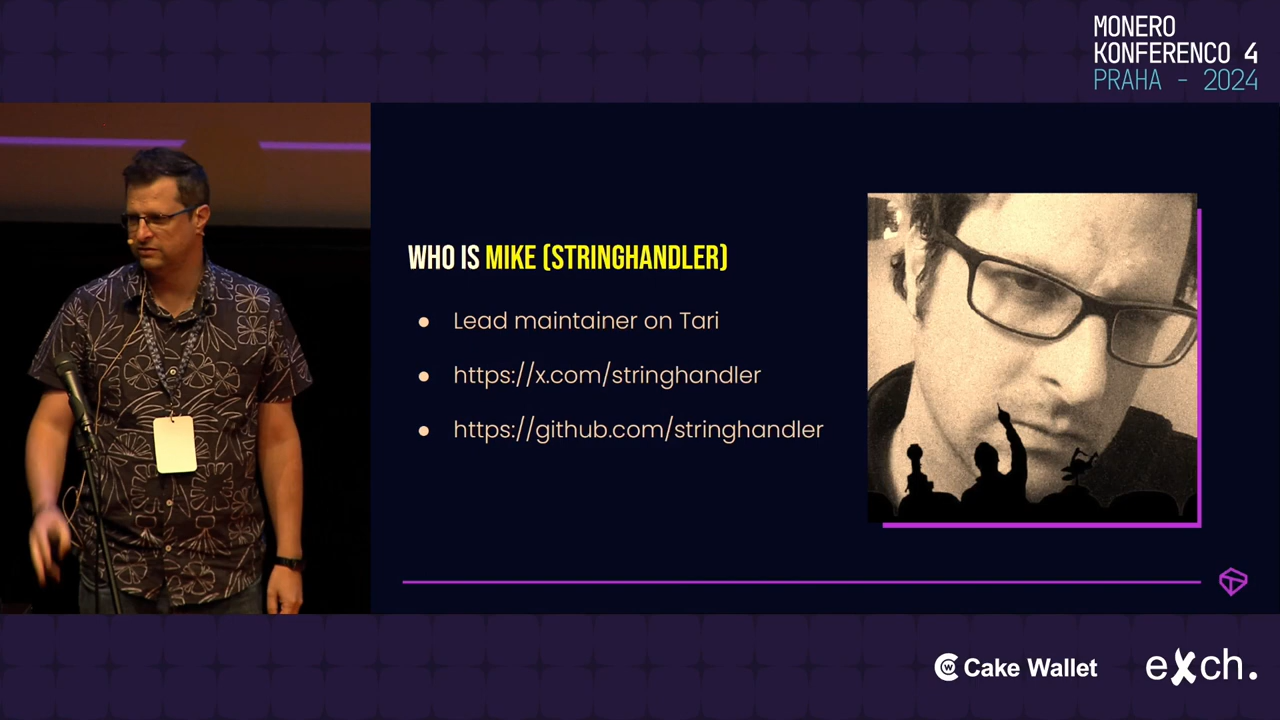 MONERO
KONFERENCO 4
PRAHA - 2024
WHO IS MIKE (STRINGHANDLER)
● Lead maintainer on Tari
● https://x.com/stringhandler
● https://github.com/stringhandler
Cake Wallet
eXch.